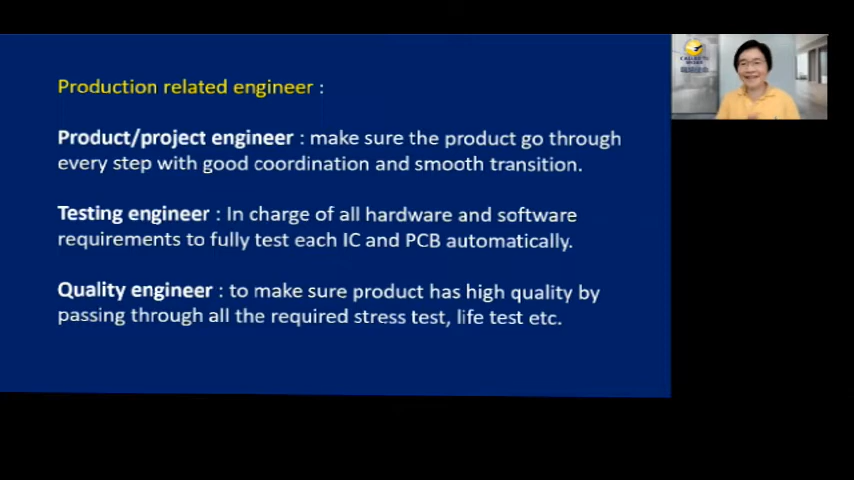 Production related engineer :
Product/project engineer : make sure the product go through
every step with good coordination and smooth transition.
Testing engineer : In charge of all hardware and software
requirements to fully test each IC and PCB automatically.
Quality engineer : to make sure product has high quality by
passing through all the required stress test, life test etc.